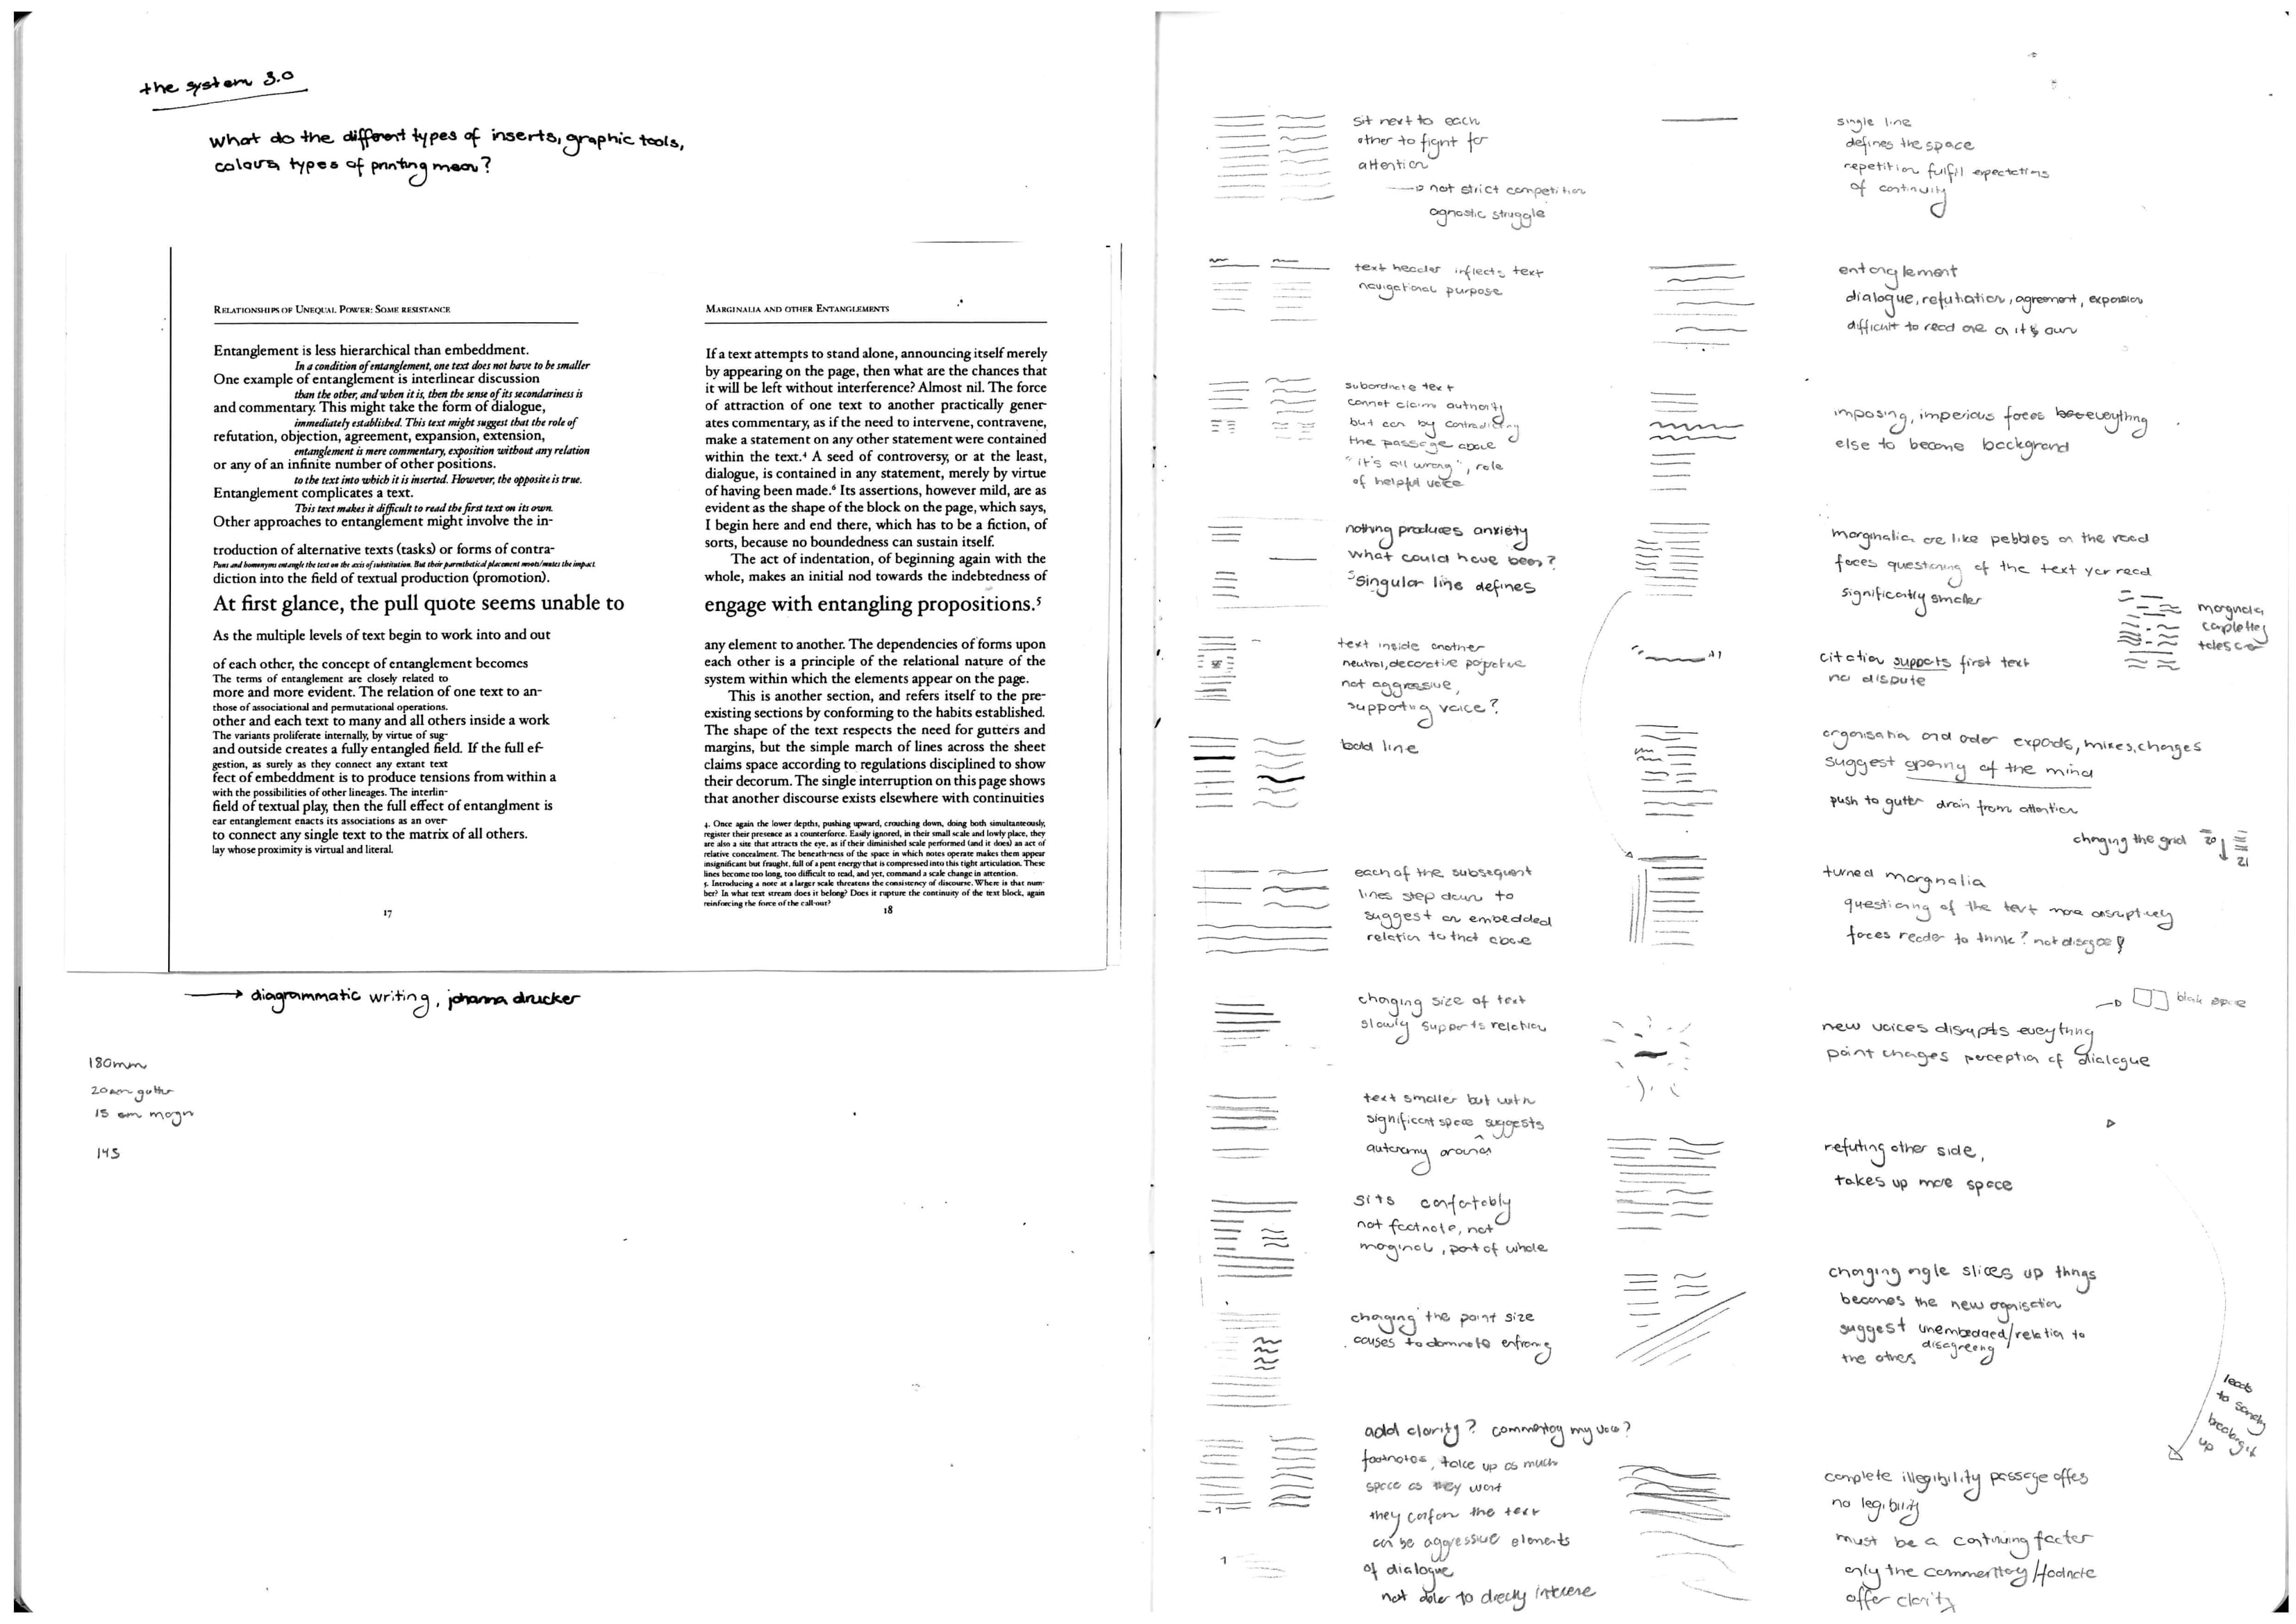 the system 3.0
what do the different types of inserts, graphic tools,
colours, types of printing mean?
RELATIONSHIPS OF UNEQUAL POWER: SOME RESISTANCE
Entanglement is less hierarchical than embeddment.
In a condition of entanglement, one text does not have to be smaller
One example of entanglement is interlinear discussion
than the other, and when it is, then the sense of its secondariness is
and commentary. This might take the form of dialogue,
immediately established. This text might suggest that the role of
refutation, objection, agreement, expansion, extension,
entanglement is mere commentary, exposition without any relation
or any of an infinite number of other positions.
to the text into which it is inserted. However, the opposite is true.
Entanglement complicates a text.
This text makes it difficult to read the first text on its own.
Other approaches to entanglement might involve the in-
troduction of alternative texts (tasks) or forms of contra-
Puns and homonyms entangle the text on the axis of substitution. But their parenthetical placement moots/mutes the impact.
diction into the field of textual production (promotion).
At first glance, the pull quote seems unable to
As the multiple levels of text begin to work into and out
of each other, the concept of entanglement becomes
The terms of entanglement are closely related to
more and more evident. The relation of one text to an-
those of associational and permutational operations.
other and each text to many and all others inside a work
The variants proliferate internally, by virtue of sug-
and outside creates a fully entangled field. If the full ef-
gestion, as surely as they connect any extant text
fect of embeddment is to produce tensions from within a
with the possibilities of other lineages. The interlin-
field of textual play, then the full effect of entanglment is
ear entanglement enacts its associations as an over-
to connect any single text to the matrix of all others.
lay whose proximity is virtual and literal.
17
MARGINALIA AND OTHER ENTANGLEMENTS
If a text attempts to stand alone, announcing itself merely
by appearing on the page, then what are the chances that
it will be left without interference? Almost nil. The force
of attraction of one text to another practically gener-
ates commentary, as if the need to intervene, contravene,
make a statement on any other statement were contained
within the text.⁴ A seed of controversy, or at the least,
dialogue, is contained in any statement, merely by virtue
of having been made.⁶ Its assertions, however mild, are as
evident as the shape of the block on the page, which says,
I begin here and end there, which has to be a fiction, of
sorts, because no boundedness can sustain itself.
The act of indentation, of beginning again with the
whole, makes an initial nod towards the indebtedness of
engage with entangling propositions.⁵
any element to another. The dependencies of forms upon
each other is a principle of the relational nature of the
system within which the elements appear on the page.
This is another section, and refers itself to the pre-
existing sections by conforming to the habits established.
The shape of the text respects the need for gutters and
margins, but the simple march of lines across the sheet
claims space according to regulations disciplined to show
their decorum. The single interruption on this page shows
that another discourse exists elsewhere with continuities
4. Once again the lower depths, pushing upward, crouching down, doing both simultanteously,
register their presence as a counterforce. Easily ignored, in their small scale and lowly place, they
are also a site that attracts the eye, as if their diminished scale performed (and it does) an act of
relative concealment. The beneath-ness of the space in which notes operate makes them appear
insignificant but fraught, full of a pent energy that is compressed into this tight articulation. These
lines become too long, too difficult to read, and yet, command a scale change in attention.
5. Introducing a note at a larger scale threatens the consistency of discourse. Where is that num-
ber? In what text stream does it belong? Does it rupture the continuity of the text block, again
reinforcing the force of the call-out?
18
→ diagrammatic writing, johanna drucker
180mm
20mm gutter
15 mm margin
145
sit next to each
other to fight for
attention
→ not strict competition
agnostic struggle
text header inflects text
navigational purpose
subordinate text
cannot claim authority
but can by contradicting
the passage above
"it's all wrong", role
of helpful voice
nothing produces anxiety
what could have been?
singular line defines
text inside another
neutral, decorative
not aggressive,
supporting voice?
bold line
each of the subsequent
lines step down to
suggest an embedded
relation to that above
changing size of text
slowly supports relation
text smaller but with
significant space suggests
autonomy around
sits comfortably
not footnote, not
marginal, part of whole
changing the point size
causes to dominate
add clarity? commentary my voice?
footnotes, take up as much
space as they want
they the text
can be aggressive elements
of dialogue
not able to directly intervene
1
1
single line
defines the space
repetition fulfil expectations
of continuity
entanglement
dialogue, refutation, agreement, expansion
difficult to read one on its own
imposing, imperious forces everything
else to become background
marginalia are like pebbles on the road
forces questioning of the text yer read
significantly smaller
marginalia
completely
citation supports first text
no dispute
organisation and order expands, mixes, changes
suggest opening of the mind
push to gutter drain from attention
changing the grid 20 ↓ 21
turned marginalia
questioning of the text more disruptively
forces reader to think? not disagree?
→ blank space
new voices disrupts everything
point changes perception of dialogue
refuting other side,
takes up more space
changing angle slices up things
becomes the new organisation
suggest unembedded/relation to
disagreeing
the others
leads
to
breaking it
up
complete illegibility passage offers
no legibility
must be a continuing factor
only the commentary/footnote
offer clarity